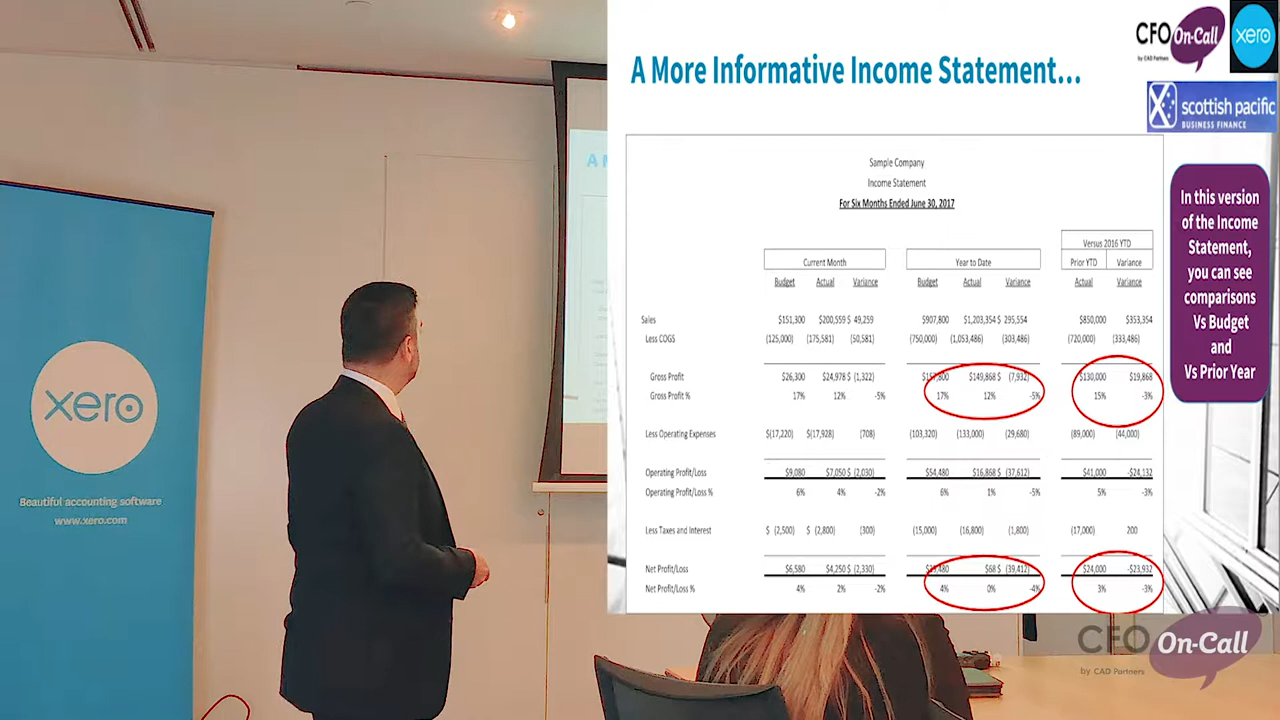 CFO On-Call
by CAD Partners
xero
scottish pacific
BUSINESS FINANCE
A More Informative Income Statement...
Sample Company
Income Statement
For Six Months Ended June 30, 2017
Versus 2016 YTD
Current Month Year to Date Prior YTD Variance
Budget Actual Variance Budget Actual Variance Actual Variance
Sales $151,300 $200,559 $ 49,259 $907,800 $1,203,354 $ 295,554 $850,000 $353,354
Less COGS (125,000) (175,581) (50,581) (750,000) (1,053,486) (303,486) (720,000) (333,486)
Gross Profit $26,300 $24,978 $ (1,322) $157,800 $149,868 $ (7,932) $130,000 $19,868
Gross Profit % 17% 12% -5% 17% 12% -5% 15% -3%
Less Operating Expenses $(17,220) $(17,928) (708) (103,320) (133,000) (29,680) (89,000) (44,000)
Operating Profit/Loss $9,080 $7,050 $ (2,030) $54,480 $16,868 $ (37,612) $41,000 -$24,132
Operating Profit/Loss % 6% 4% -2% 6% 1% -5% 5% -3%
Less Taxes and Interest $ (2,500) $ (2,800) (300) (15,000) (16,800) (1,800) (17,000) 200
Net Profit/Loss $6,580 $4,250 $ (2,330) $39,480 $68 $ (39,412) $24,000 -$23,932
Net Profit/Loss % 4% 2% -2% 4% 0% -4% 3% -3%
In this version
of the Income
Statement,
you can see
comparisons
Vs Budget
and
Vs Prior Year
xero
Beautiful accounting software
www.xero.com
A
CFO On-Call
by CAD Partners